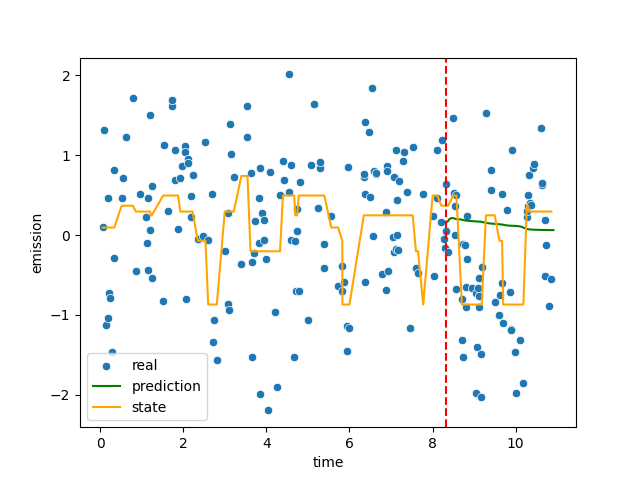 2
1
0
−1
−2
emission
real
prediction
state
0 2 4 6 8 10
time